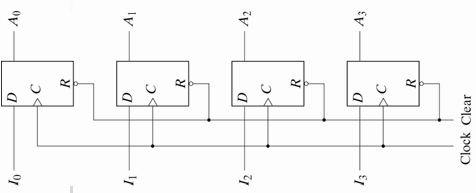 A0 A1 A2 A3
R R R R
C C C C
D D D D
I0 I1 I2 I3
Clock Clear